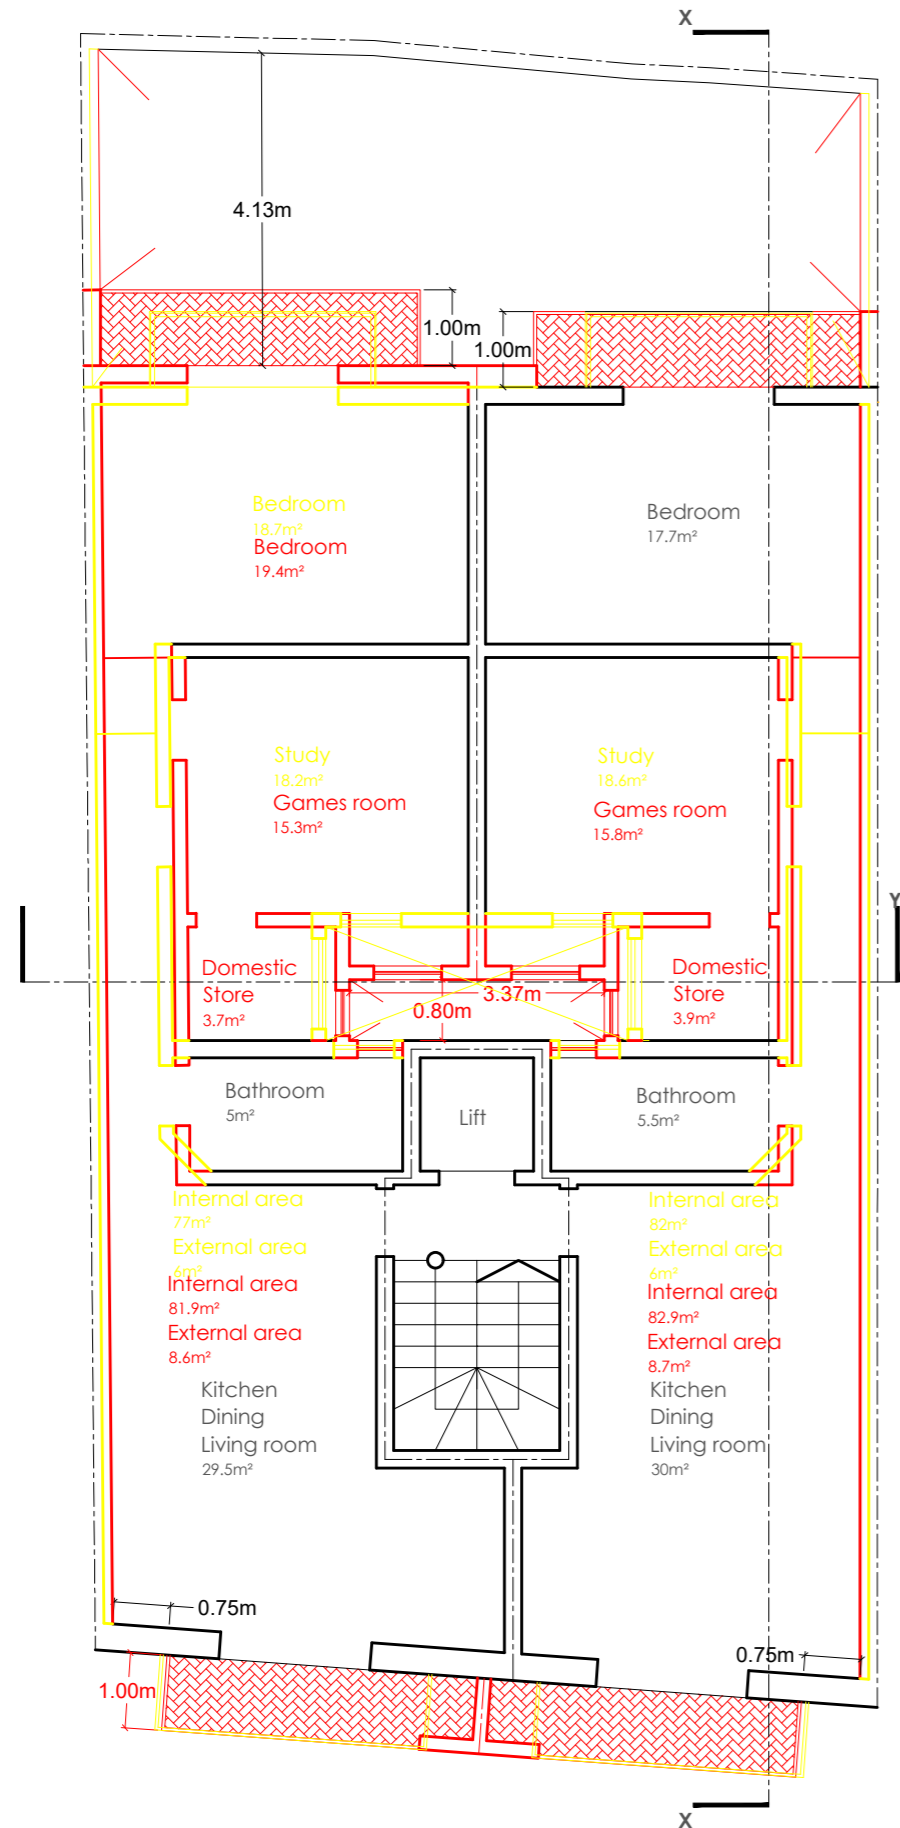 X
4.13m
1.00m
1.00m
Bedroom
18.7m²
Bedroom
19.4m²
Bedroom
17.7m²
Study
18.2m²
Games room
15.3m²
Study
18.6m²
Games room
15.8m²
Y
Domestic
Store
3.7m²
3.37m
0.80m
Domestic
Store
3.9m²
Bathroom
5m²
Lift
Bathroom
5.5m²
Internal area
77m²
External area
6m²
Internal area
81.9m²
External area
8.6m²
Kitchen
Dining
Living room
29.5m²
Internal area
82m²
External area
6m²
Internal area
82.9m²
External area
8.7m²
Kitchen
Dining
Living room
30m²
0.75m
0.75m
1.00m
X